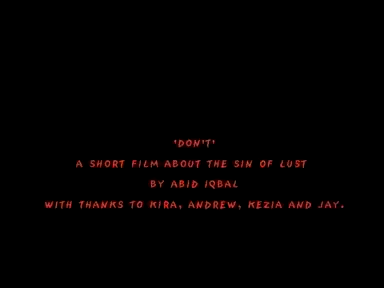 'DON'T'
A SHORT FILM ABOUT THE SIN OF LUST
BY ABID IQBAL
WITH THANKS TO KIRA, ANDREW, KEZIA AND JAY.